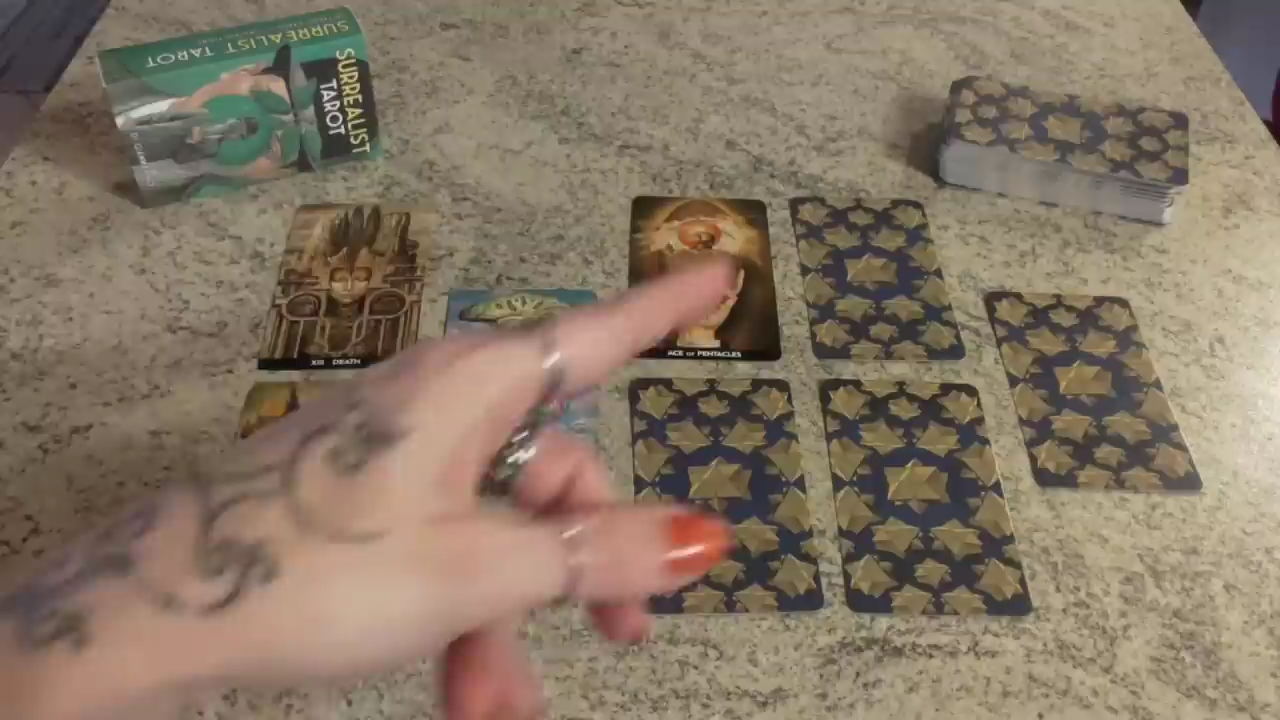 SURREALIST TAROT
SURREALIST
TAROT
XIII DEATH
ACE OF PENTACLES